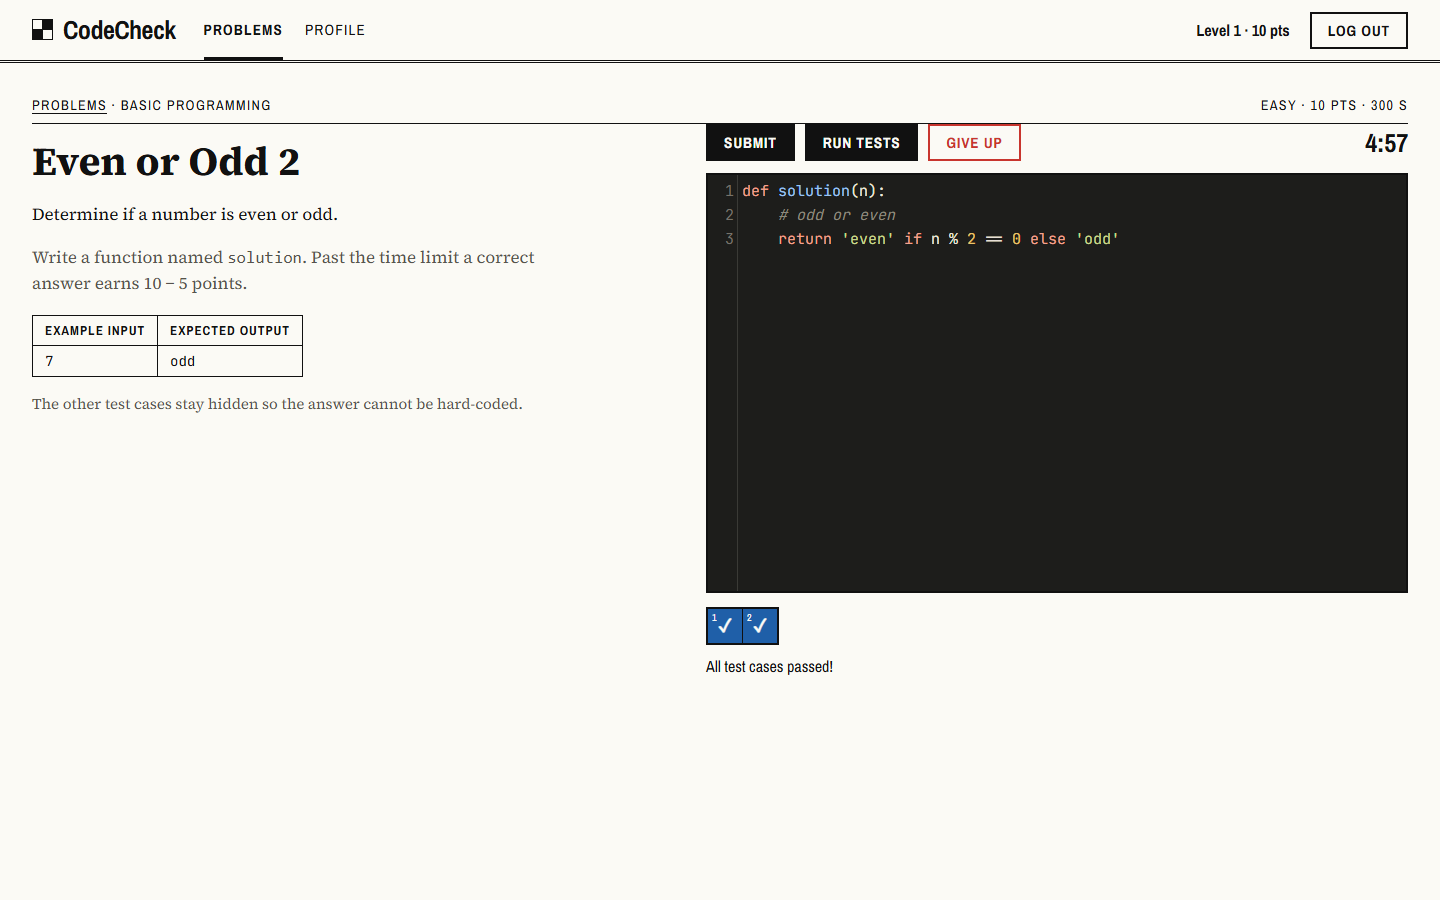 CodeCheck
PROBLEMS
PROFILE
Level 1 · 10 pts
LOG OUT
PROBLEMS · BASIC PROGRAMMING
EASY · 10 PTS · 300 S
Even or Odd 2
Determine if a number is even or odd.
Write a function named solution. Past the time limit a correct
answer earns 10 − 5 points.
EXAMPLE INPUT EXPECTED OUTPUT
7 odd
The other test cases stay hidden so the answer cannot be hard-coded.
SUBMIT
RUN TESTS
GIVE UP
4:57
1 def solution(n):
2     # odd or even
3     return 'even' if n % 2 == 0 else 'odd'
1 ✓ 2 ✓
All test cases passed!